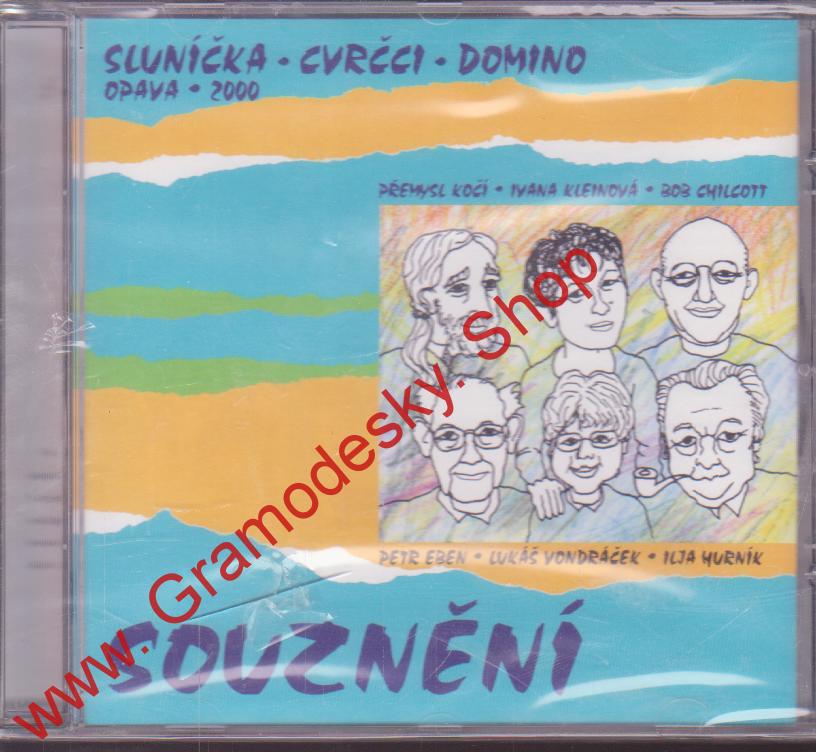 SLUNÍČKA · CVRČCI · DOMINO
OPAVA · 2000
PŘEMYSL KOČÍ · IVANA KLEINOVÁ · BOB CHILCOTT
PETR EBEN · LUKÁŠ VONDRÁČEK · ILJA HURNÍK
SOUZNĚNÍ
www. Gramodesky. Shop